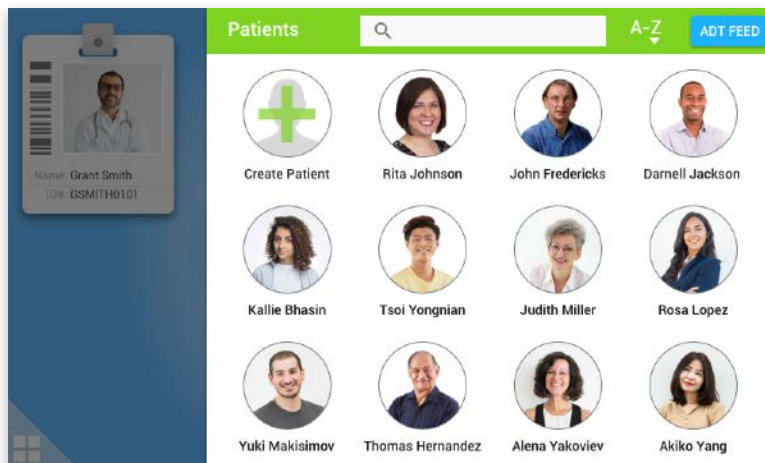 Patients
A-Z
ADT FEED
Name: Grant Smith
ID#: GSMITH0101
Create Patient
Rita Johnson
John Fredericks
Darnell Jackson
Kallie Bhasin
Tsoi Yongnian
Judith Miller
Rosa Lopez
Yuki Makisimov
Thomas Hernandez
Alena Yakoviev
Akiko Yang